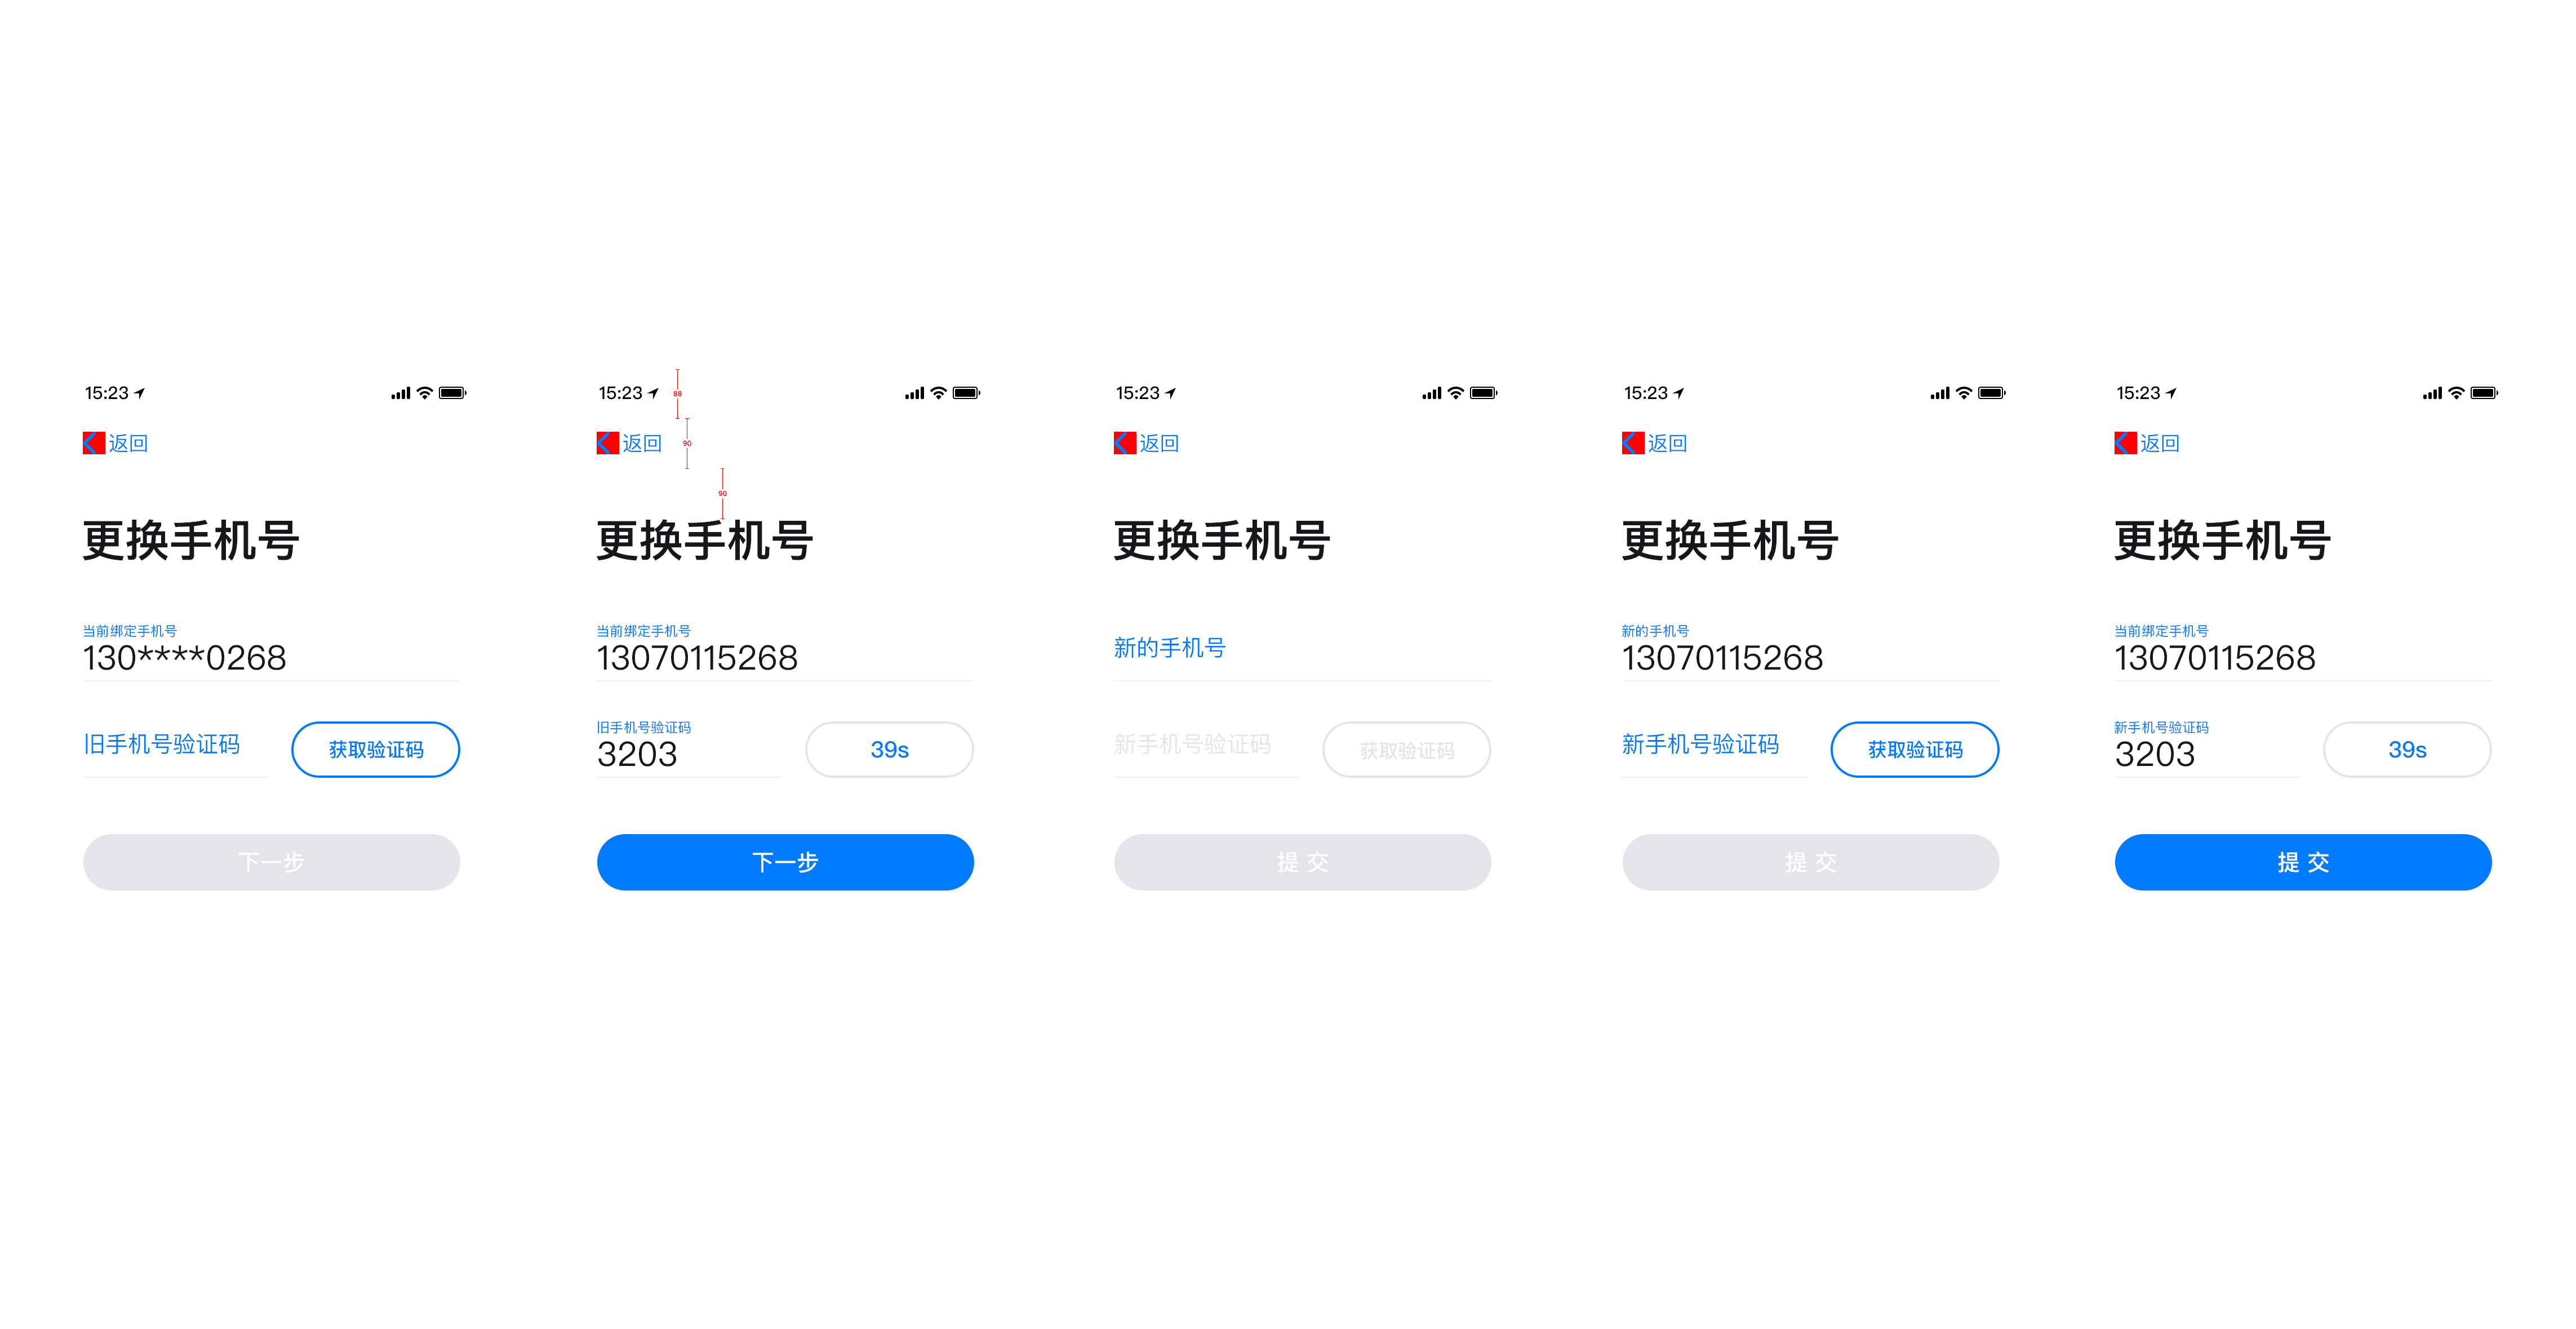 15:23
返回
更换手机号
当前绑定手机号
130****0268
旧手机号验证码
获取验证码
下一步
15:23
88
返回
90
90
更换手机号
当前绑定手机号
13070115268
旧手机号验证码
3203
39s
下一步
15:23
返回
更换手机号
新的手机号
新手机号验证码
获取验证码
提 交
15:23
返回
更换手机号
新的手机号
13070115268
新手机号验证码
获取验证码
提 交
15:23
返回
更换手机号
当前绑定手机号
13070115268
新手机号验证码
3203
39s
提 交